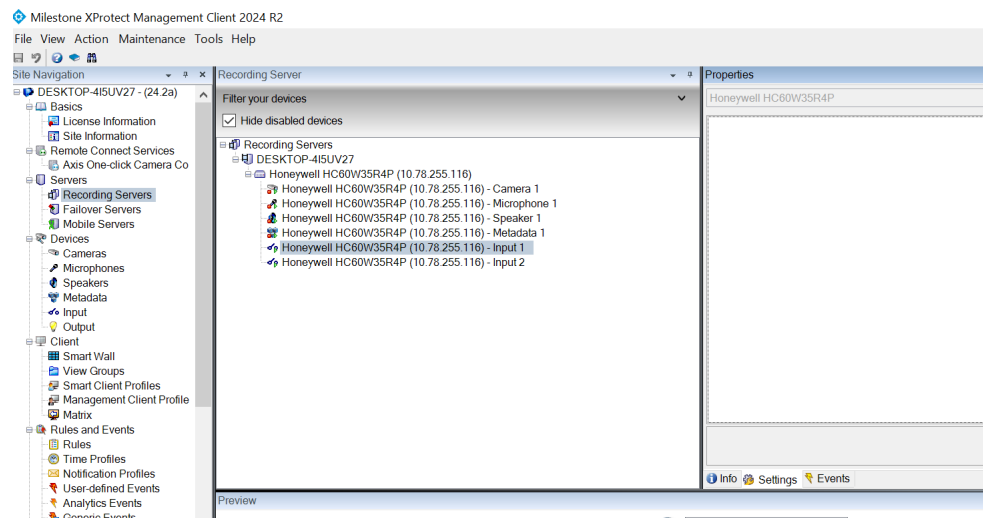 Milestone XProtect Management Client 2024 R2
File View Action Maintenance Tools Help
Site Navigation
DESKTOP-4I5UV27 - (24.2a)
Basics
License Information
Site Information
Remote Connect Services
Axis One-click Camera Co
Servers
Recording Servers
Failover Servers
Mobile Servers
Devices
Cameras
Microphones
Speakers
Metadata
Input
Output
Client
Smart Wall
View Groups
Smart Client Profiles
Management Client Profile
Matrix
Rules and Events
Rules
Time Profiles
Notification Profiles
User-defined Events
Analytics Events
Generic Events
Recording Server
Filter your devices
Hide disabled devices
Recording Servers
DESKTOP-4I5UV27
Honeywell HC60W35R4P (10.78.255.116)
Honeywell HC60W35R4P (10.78.255.116) - Camera 1
Honeywell HC60W35R4P (10.78.255.116) - Microphone 1
Honeywell HC60W35R4P (10.78.255.116) - Speaker 1
Honeywell HC60W35R4P (10.78.255.116) - Metadata 1
Honeywell HC60W35R4P (10.78.255.116) - Input 1
Honeywell HC60W35R4P (10.78.255.116) - Input 2
Preview
Properties
Honeywell HC60W35R4P
Info Settings Events